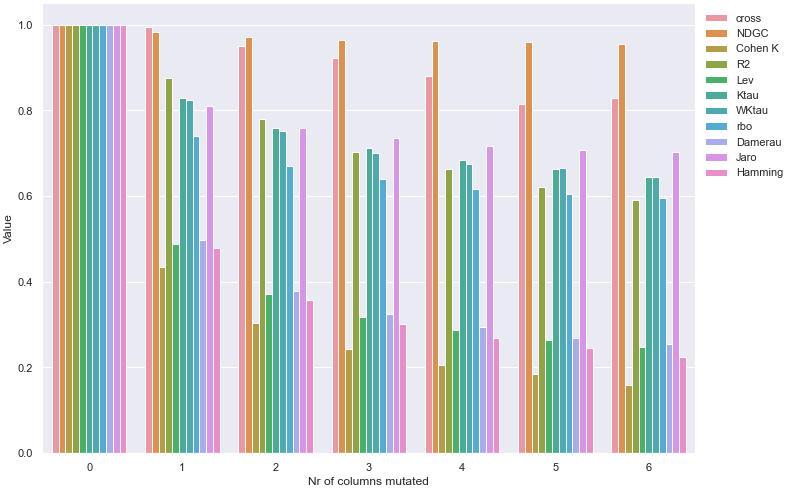 1.0
0.8
0.6
0.4
0.2
0.0
Value
0 1 2 3 4 5 6
Nr of columns mutated
cross
NDGC
Cohen K
R2
Lev
Ktau
WKtau
rbo
Damerau
Jaro
Hamming